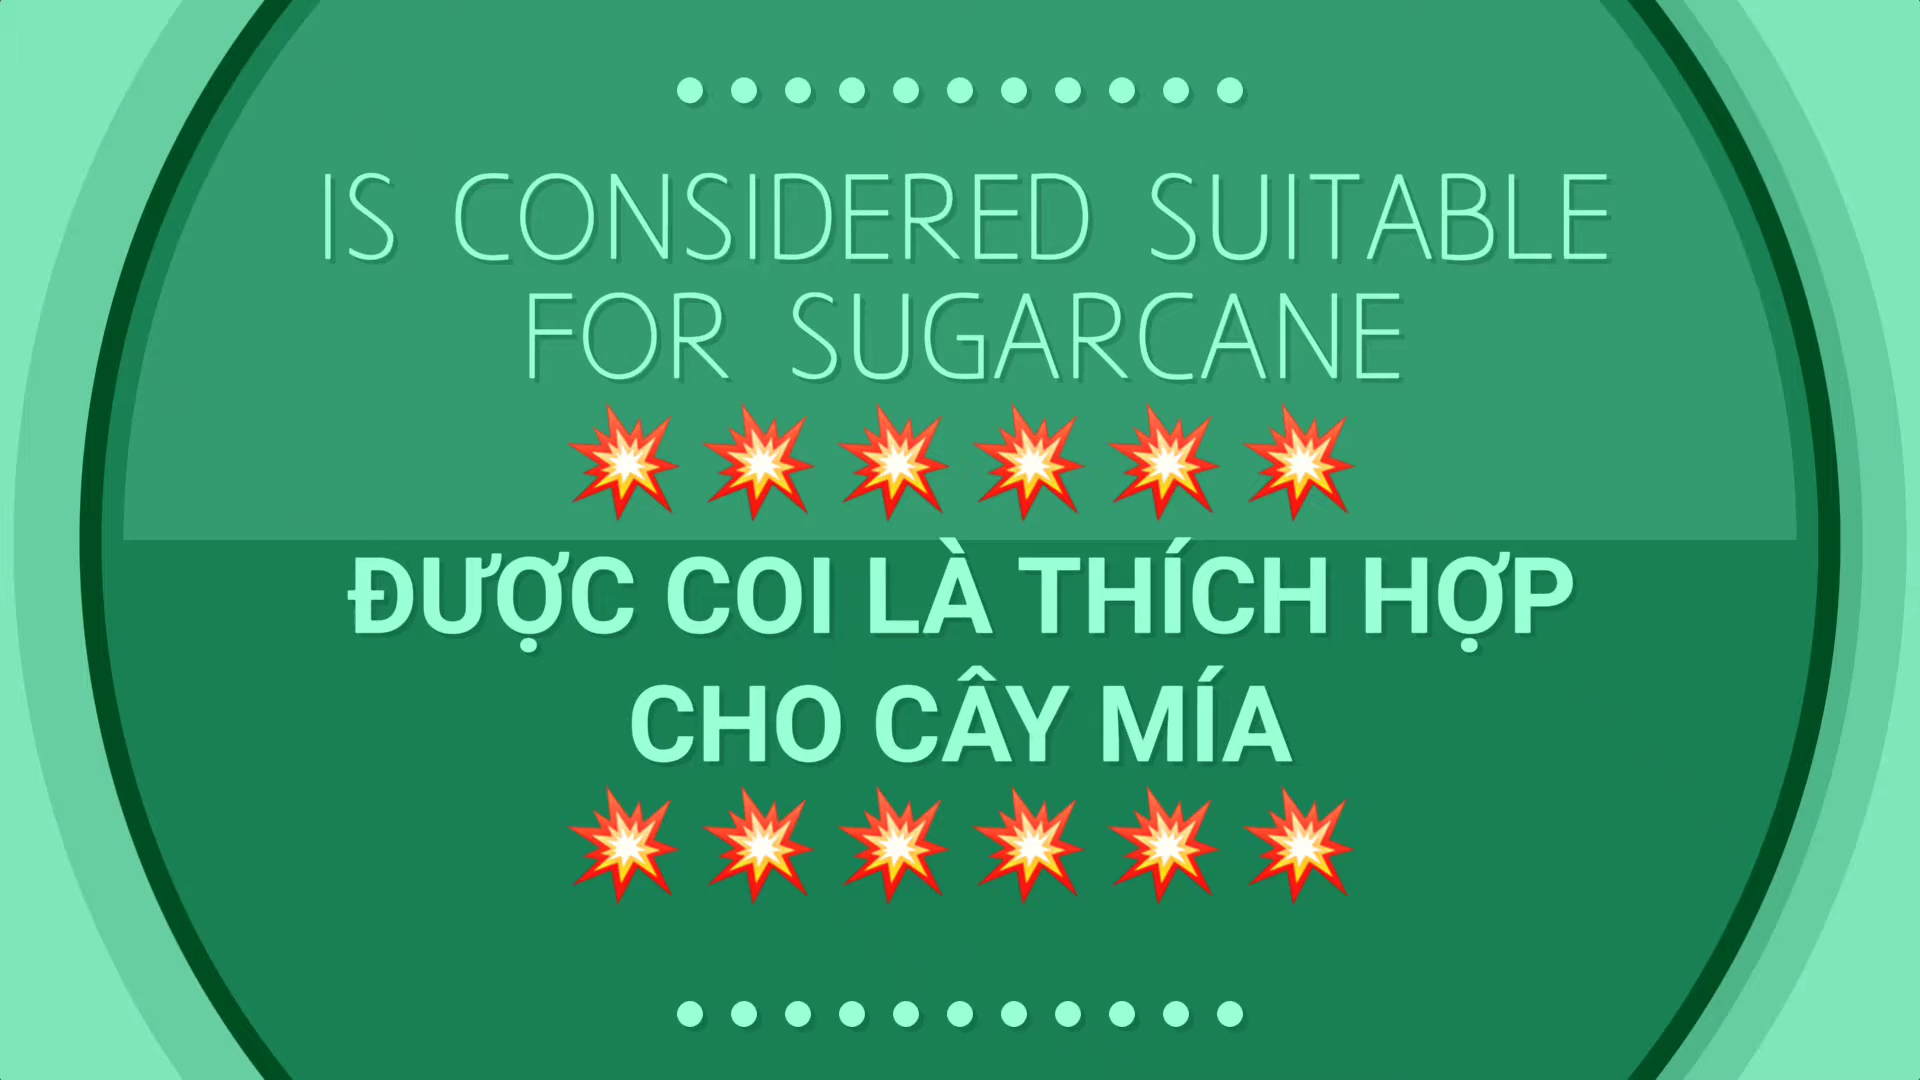 IS CONSIDERED SUITABLE
FOR SUGARCANE
💥💥💥💥💥💥
ĐƯỢC COI LÀ THÍCH HỢP
CHO CÂY MÍA
💥💥💥💥💥💥